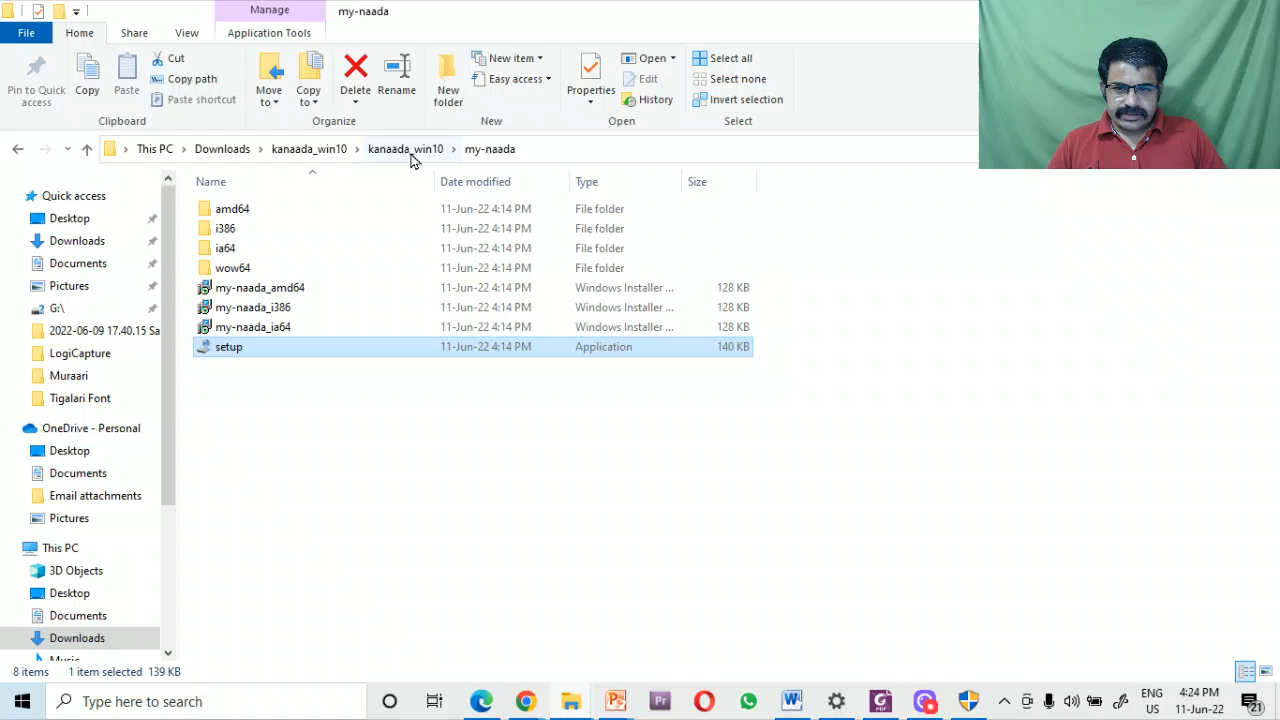 Manage
my-naada
File
Home
Share
View
Application Tools
Pin to Quick access
Copy
Paste
Cut
Copy path
Paste shortcut
Clipboard
Move to
Copy to
Delete
Rename
Organize
New folder
New item
Easy access
New
Properties
Open
Edit
History
Open
Select all
Select none
Invert selection
Select
This PC > Downloads > kanaada_win10 > kanaada_win10 > my-naada
Name
Date modified
Type
Size
amd64 11-Jun-22 4:14 PM File folder
i386 11-Jun-22 4:14 PM File folder
ia64 11-Jun-22 4:14 PM File folder
wow64 11-Jun-22 4:14 PM File folder
my-naada_amd64 11-Jun-22 4:14 PM Windows Installer ... 128 KB
my-naada_i386 11-Jun-22 4:14 PM Windows Installer ... 128 KB
my-naada_ia64 11-Jun-22 4:14 PM Windows Installer ... 128 KB
setup 11-Jun-22 4:14 PM Application 140 KB
Quick access
Desktop
Downloads
Documents
Pictures
G:\
2022-06-09 17.40.15 Sa
LogiCapture
Muraari
Tigalari Font
OneDrive - Personal
Desktop
Documents
Email attachments
Pictures
This PC
3D Objects
Desktop
Documents
Downloads
Music
8 items 1 item selected 139 KB
Type here to search
ENG
US
4:24 PM
11-Jun-22
21